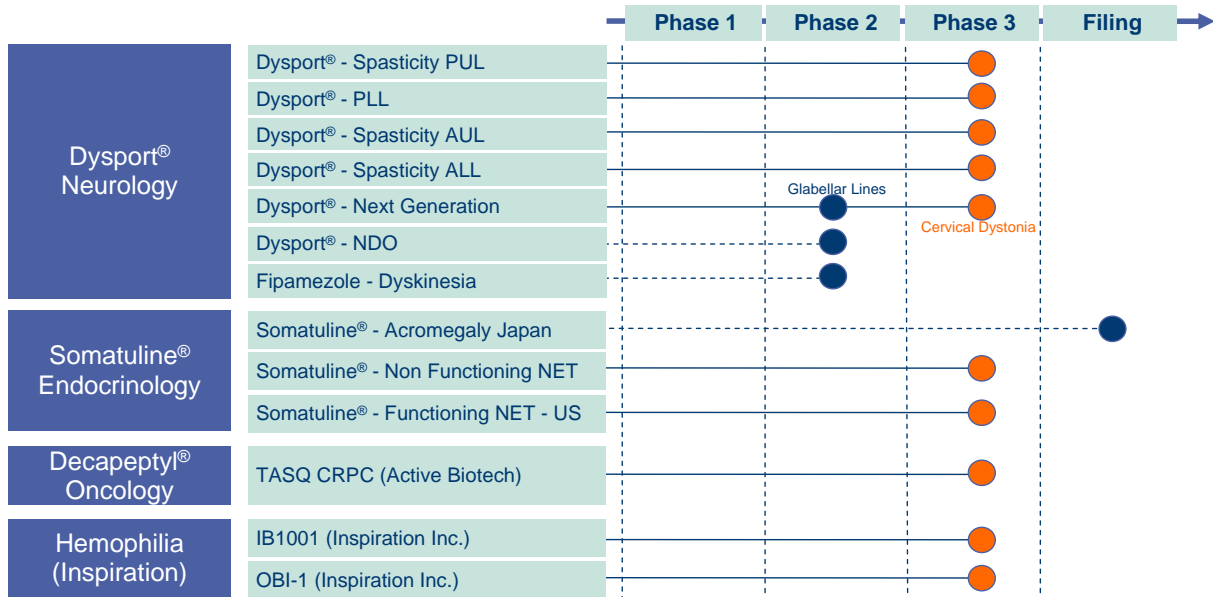 Phase 1 Phase 2 Phase 3 Filing
Dysport® Neurology
Dysport® - Spasticity PUL
Dysport® - PLL
Dysport® - Spasticity AUL
Dysport® - Spasticity ALL
Glabellar Lines
Dysport® - Next Generation
Cervical Dystonia
Dysport® - NDO
Fipamezole - Dyskinesia
Somatuline®
Endocrinology
Somatuline® - Acromegaly Japan
Somatuline® - Non Functioning NET
Somatuline® - Functioning NET - US
Decapeptyl®
Oncology
TASQ CRPC (Active Biotech)
Hemophilia
(Inspiration)
IB1001 (Inspiration Inc.)
OBI-1 (Inspiration Inc.)